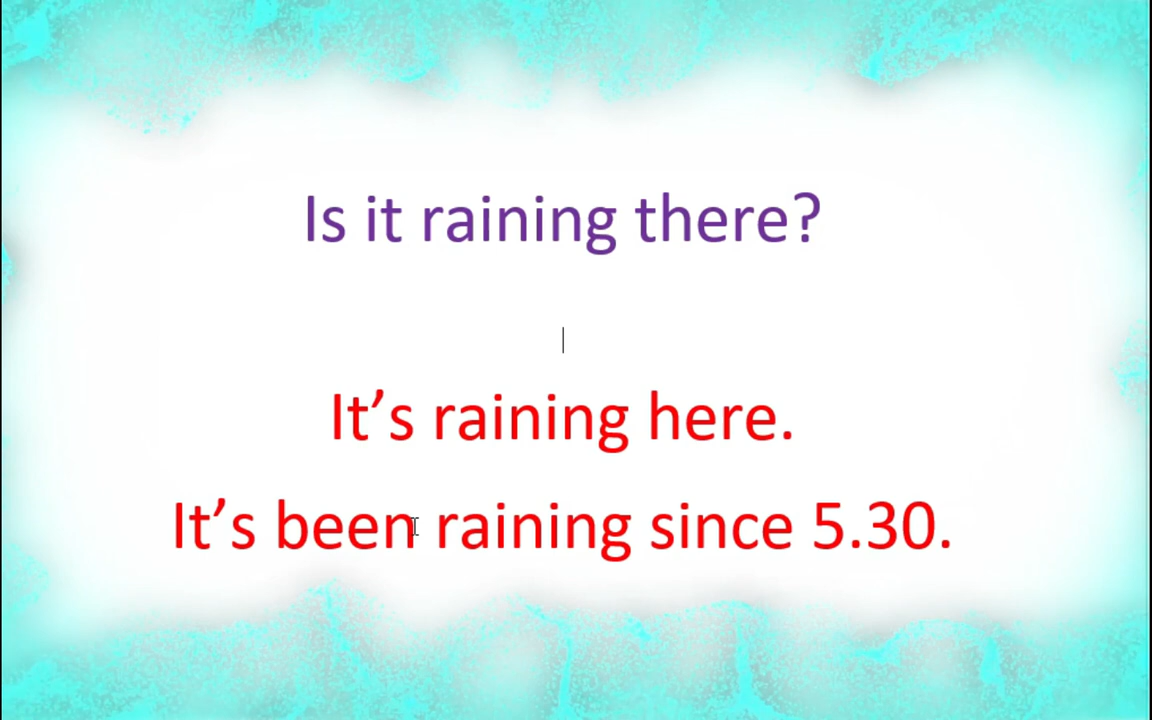 Is it raining there?
It’s raining here.
It’s been raining since 5.30.